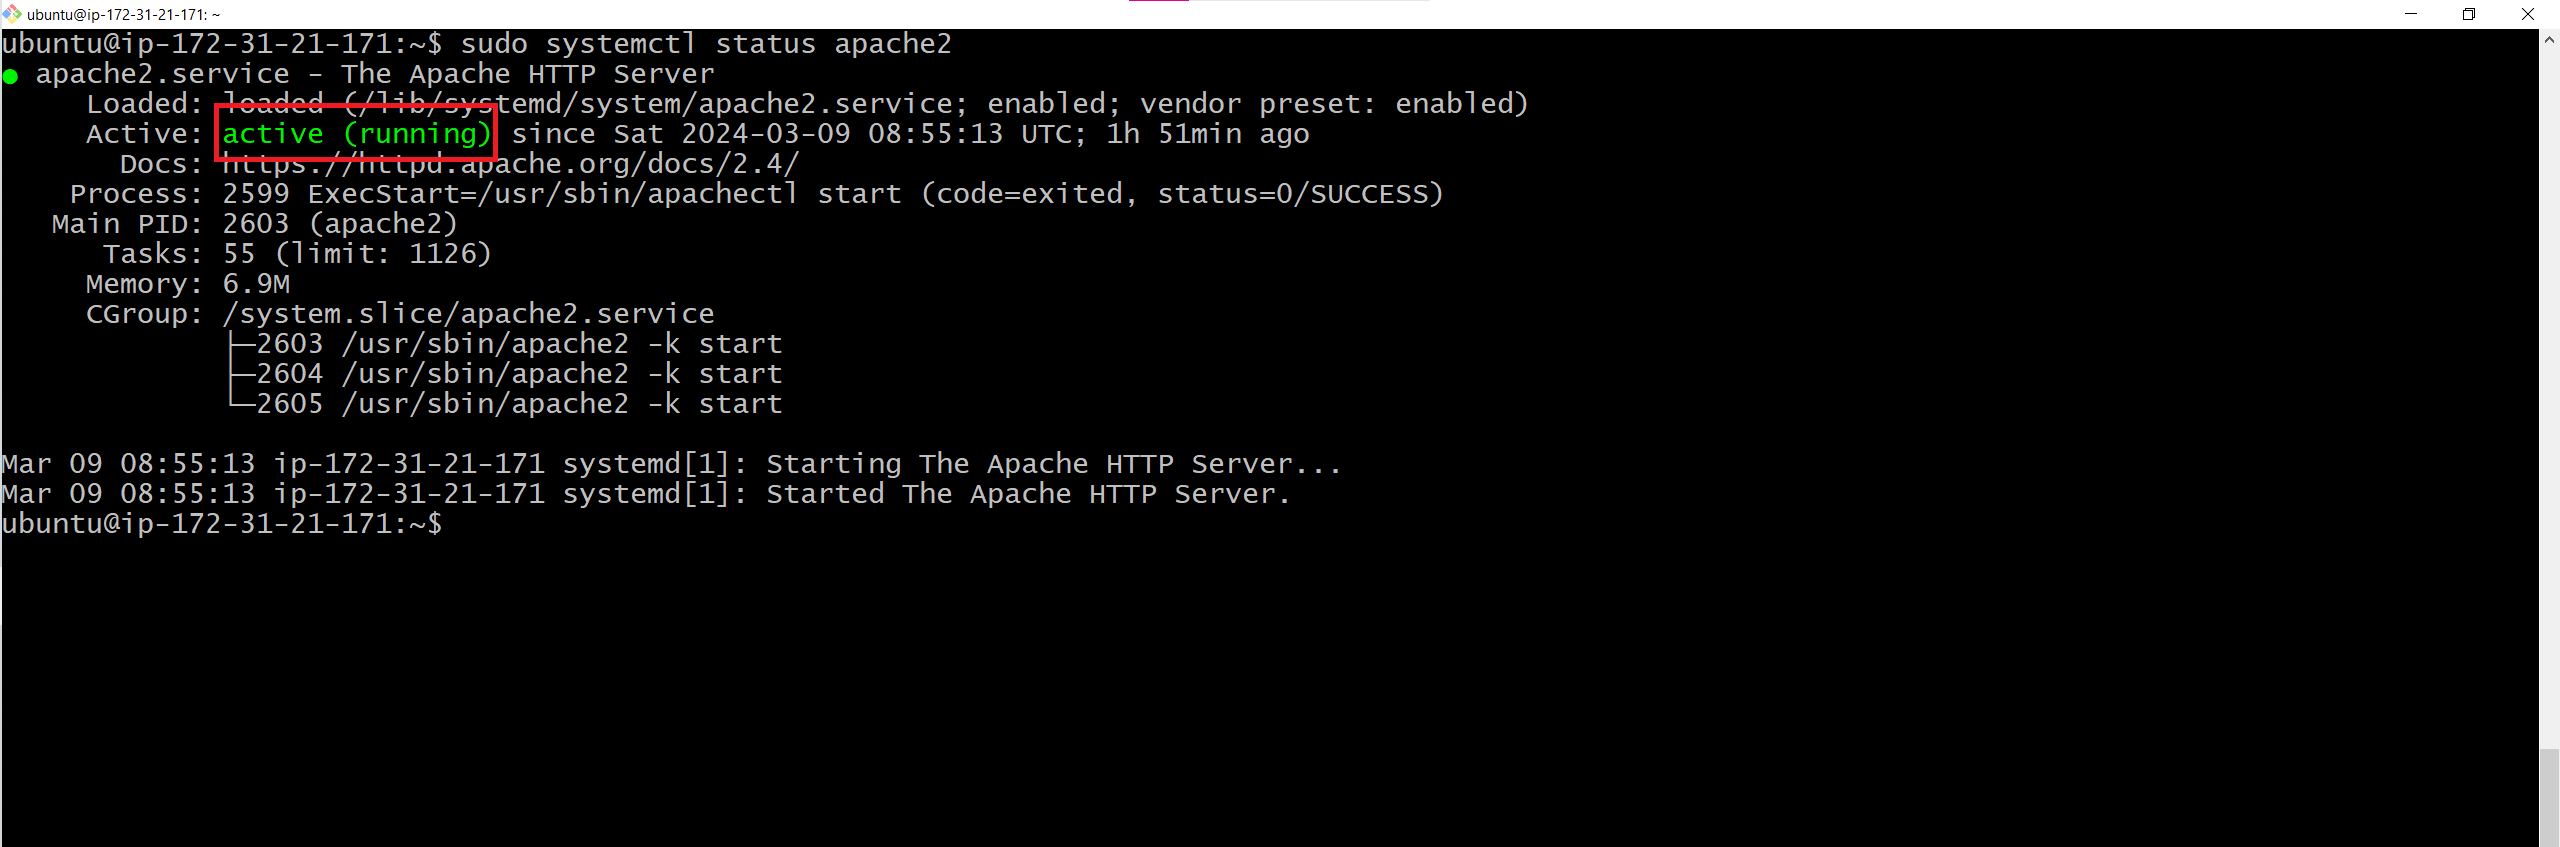 ubuntu@ip-172-31-21-171: ~
ubuntu@ip-172-31-21-171:~$ sudo systemctl status apache2
● apache2.service - The Apache HTTP Server
Loaded: loaded (/lib/systemd/system/apache2.service; enabled; vendor preset: enabled)
Active: active (running) since Sat 2024-03-09 08:55:13 UTC; 1h 51min ago
Docs: https://httpd.apache.org/docs/2.4/
Process: 2599 ExecStart=/usr/sbin/apachectl start (code=exited, status=0/SUCCESS)
Main PID: 2603 (apache2)
Tasks: 55 (limit: 1126)
Memory: 6.9M
CGroup: /system.slice/apache2.service
├─2603 /usr/sbin/apache2 -k start
├─2604 /usr/sbin/apache2 -k start
└─2605 /usr/sbin/apache2 -k start
Mar 09 08:55:13 ip-172-31-21-171 systemd[1]: Starting The Apache HTTP Server...
Mar 09 08:55:13 ip-172-31-21-171 systemd[1]: Started The Apache HTTP Server.
ubuntu@ip-172-31-21-171:~$